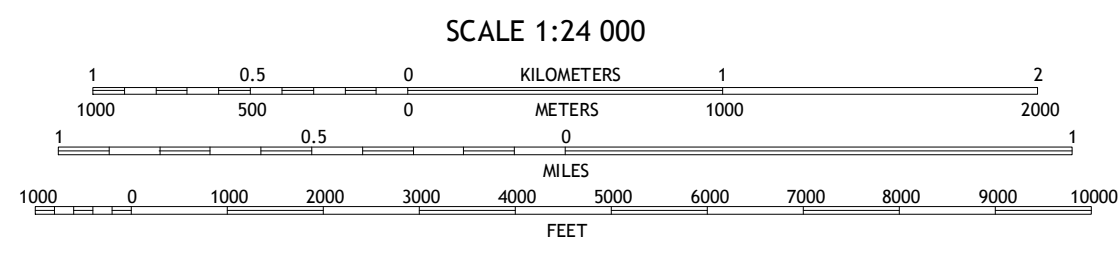 SCALE 1:24 000
1 0.5 0 KILOMETERS 1 2
1000 500 0 METERS 1000 2000
1 0.5 0 1
MILES
1000 0 1000 2000 3000 4000 5000 6000 7000 8000 9000 10000
FEET